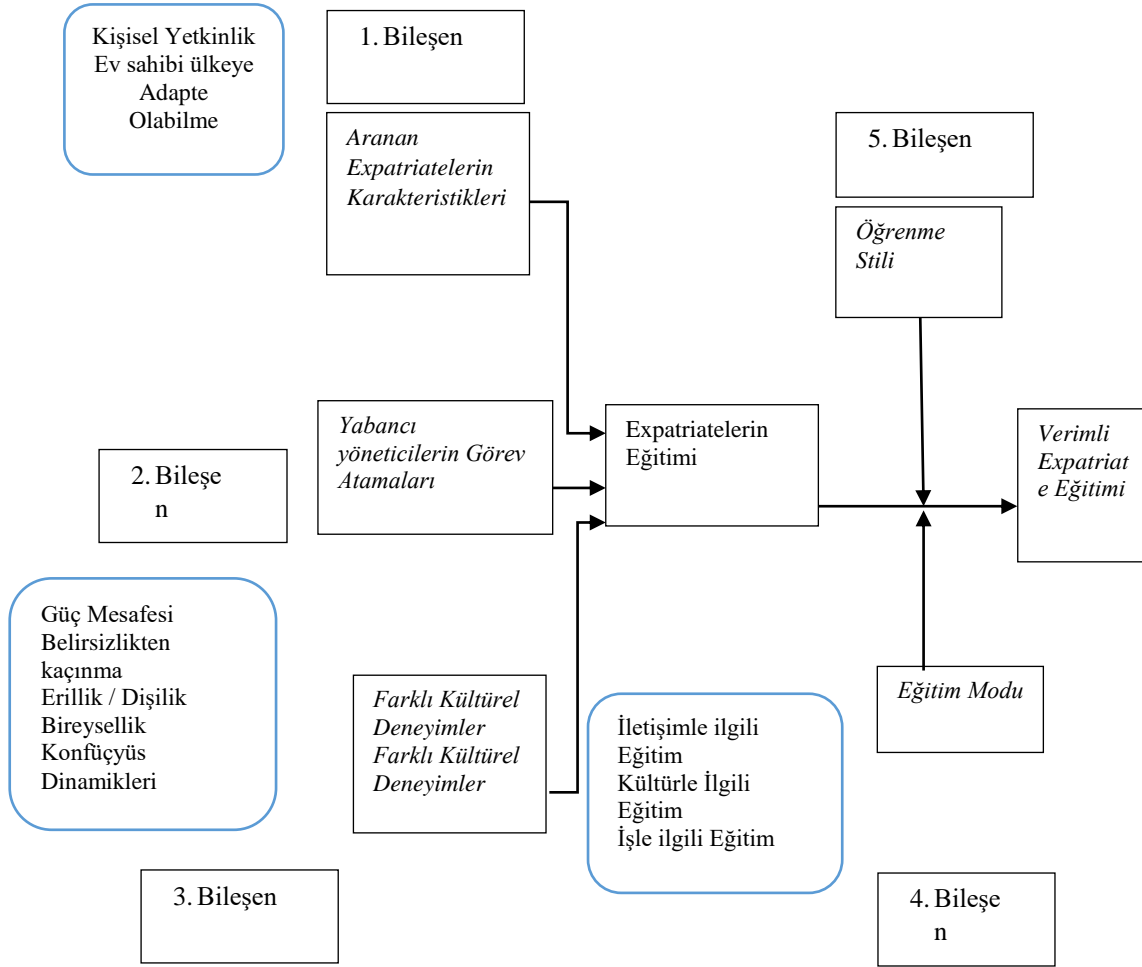 Kişisel Yetkinlik
Ev sahibi ülkeye
Adapte
Olabilme
1. Bileşen
Aranan
Expatriatelerin
Karakteristikleri
5. Bileşen
Öğrenme
Stili
Yabancı
yöneticilerin Görev
Atamaları
Expatriatelerin
Eğitimi
Verimli
Expatriat
e Eğitimi
2. Bileşe
n
Güç Mesafesi
Belirsizlikten
kaçınma
Erillik / Dişilik
Bireysellik
Konfüçyüs
Dinamikleri
Farklı Kültürel
Deneyimler
Farklı Kültürel
Deneyimler
İletişimle ilgili
Eğitim
Kültürle İlgili
Eğitim
İşle ilgili Eğitim
Eğitim Modu
3. Bileşen
4. Bileşe
n